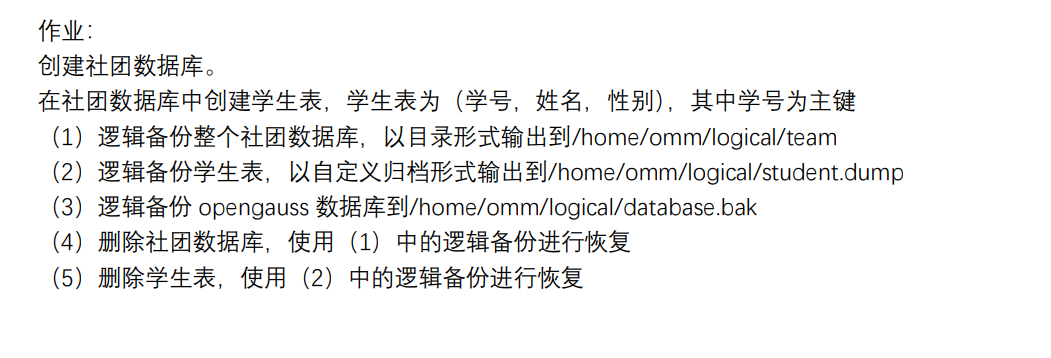 作业：
创建社团数据库。
在社团数据库中创建学生表，学生表为（学号，姓名，性别），其中学号为主键
（1）逻辑备份整个社团数据库，以目录形式输出到/home/omm/logical/team
（2）逻辑备份学生表，以自定义归档形式输出到/home/omm/logical/student.dump
（3）逻辑备份 opengauss 数据库到/home/omm/logical/database.bak
（4）删除社团数据库，使用（1）中的逻辑备份进行恢复
（5）删除学生表，使用（2）中的逻辑备份进行恢复